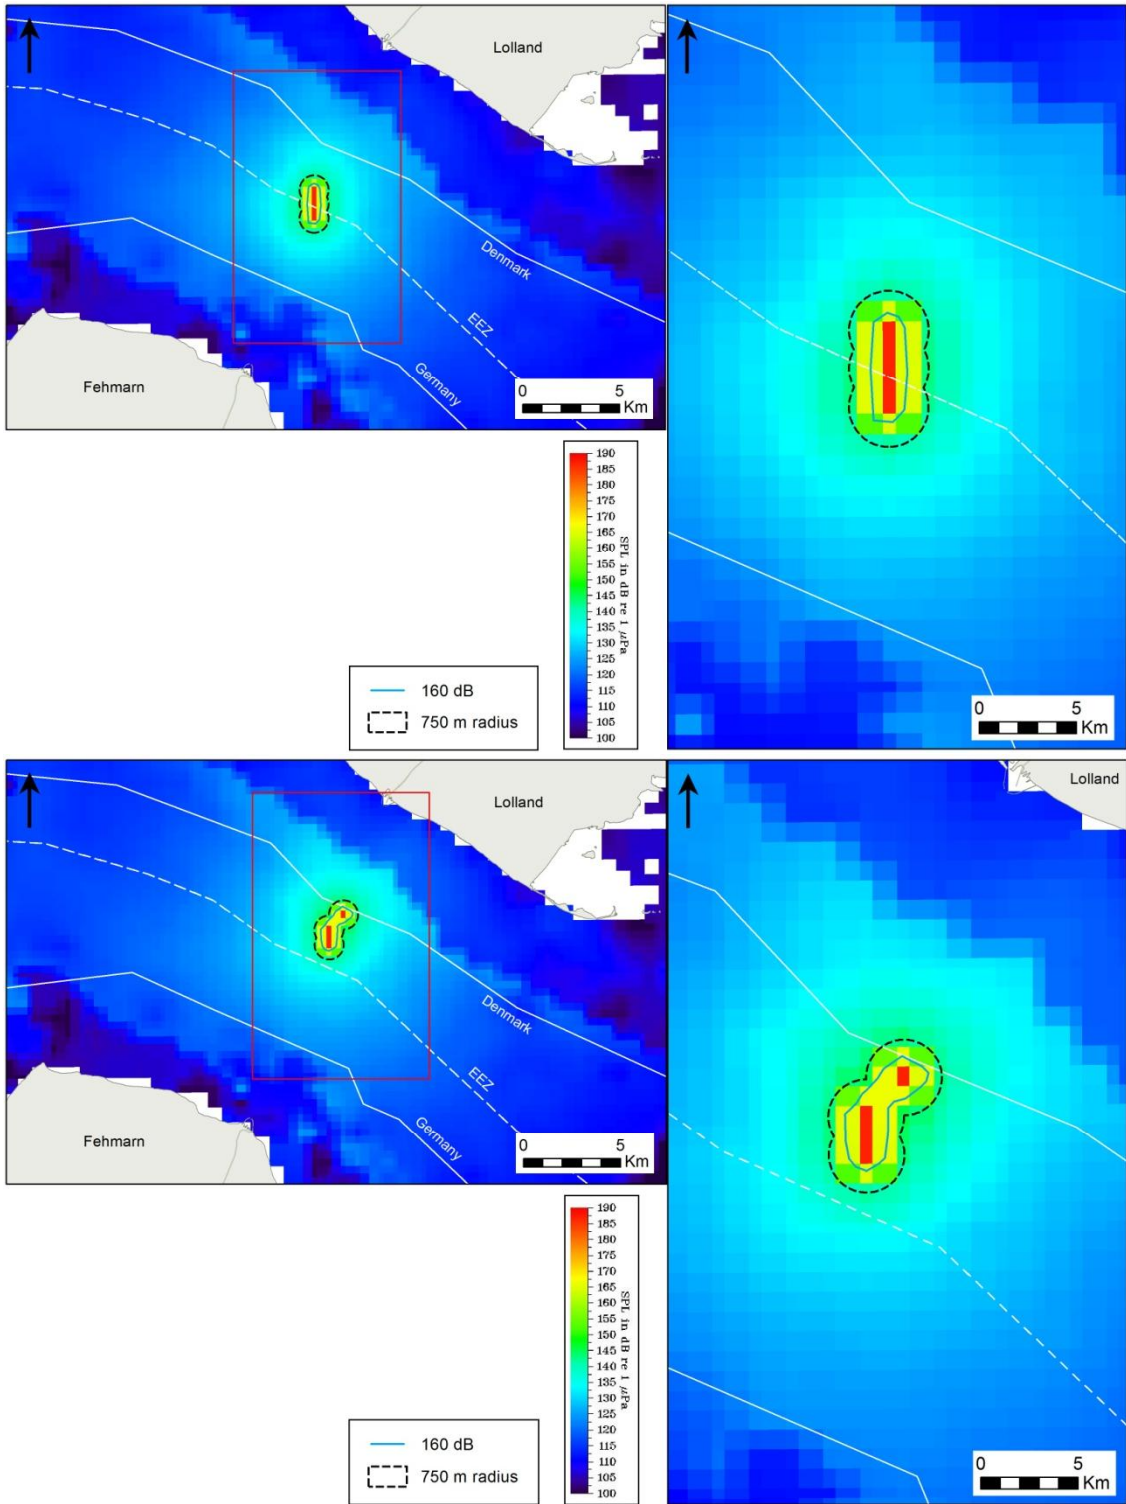 Lolland
Denmark
EEZ
Germany
Fehmarn
0 5
Km
0 5
Km
190
185
180
175
170
165
160
155
150
145
140
135
130
125
120
115
110
105
100
SPL in dB re 1 µPa
160 dB
750 m radius
Lolland
Denmark
EEZ
Germany
Fehmarn
0 5
Km
Lolland
0 5
Km
190
185
180
175
170
165
160
155
150
145
140
135
130
125
120
115
110
105
100
SPL in dB re 1 µPa
160 dB
750 m radius